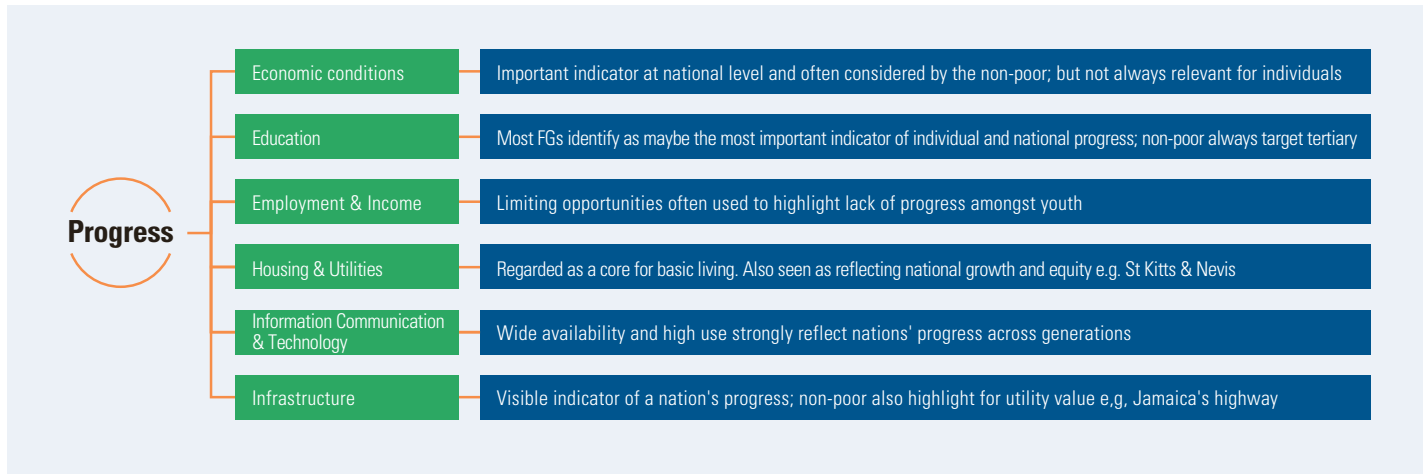 Progress
Economic conditions
Important indicator at national level and often considered by the non-poor; but not always relevant for individuals
Education
Most FGs identify as maybe the most important indicator of individual and national progress; non-poor always target tertiary
Employment & Income
Limiting opportunities often used to highlight lack of progress amongst youth
Housing & Utilities
Regarded as a core for basic living. Also seen as reflecting national growth and equity e.g. St Kitts & Nevis
Information Communication
& Technology
Wide availability and high use strongly reflect nations' progress across generations
Infrastructure
Visible indicator of a nation's progress; non-poor also highlight for utility value e,g, Jamaica's highway